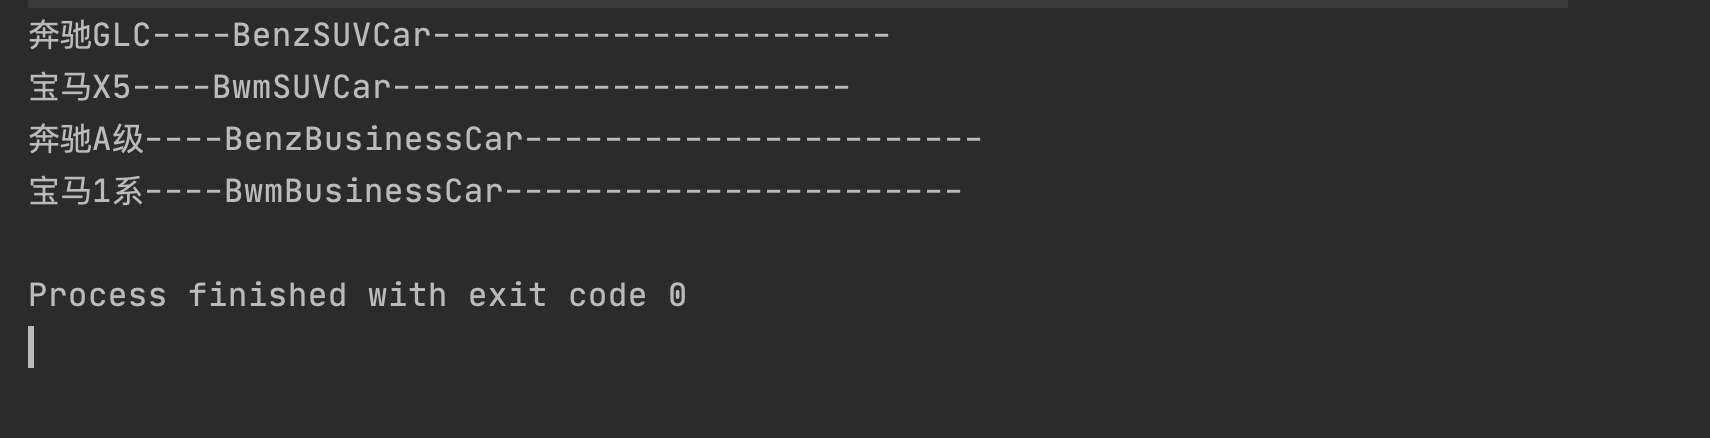 奔驰GLC----BenzSUVCar-----------------------
宝马X5----BwmSUVCar-----------------------
奔驰A级----BenzBusinessCar-----------------------
宝马1系----BwmBusinessCar-----------------------
Process finished with exit code 0